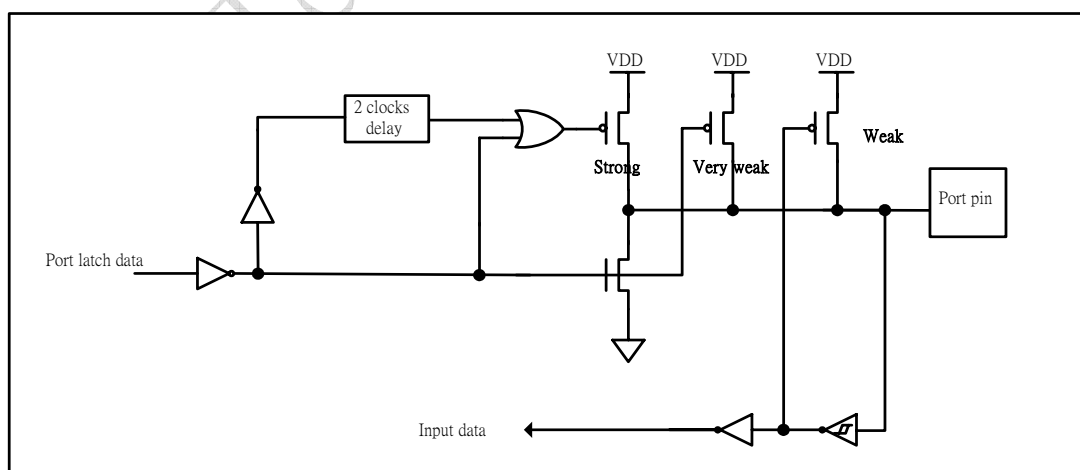 VDD
VDD
VDD
2 clocks
delay
Weak
Strong
Very weak
Port pin
Port latch data
Input data